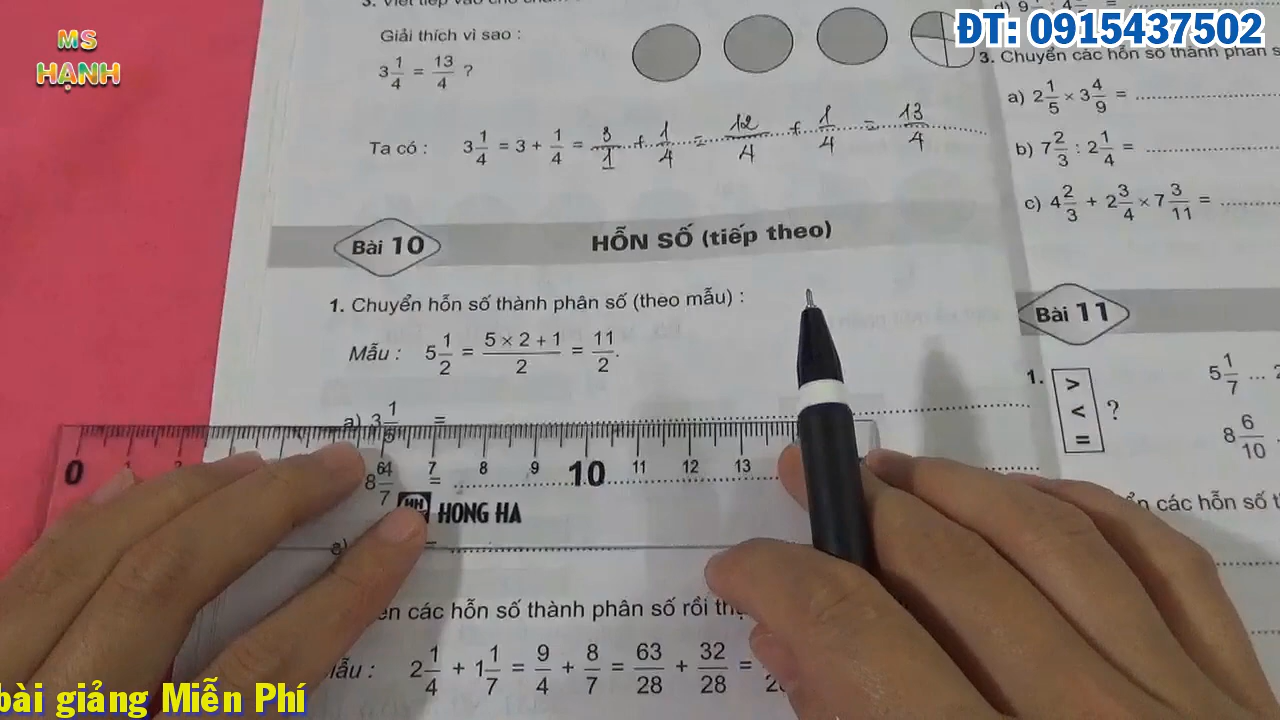 MS
HẠNH
ĐT: 0915437502
Giải thích vì sao :
3 1/4 = 13/4 ?
Ta có : 3 1/4 = 3 + 1/4 = 3/1 + 1/4 = 12/4 + 1/4 = 13/4
Bài 10
HỖN SỐ (tiếp theo)
1. Chuyển hỗn số thành phân số (theo mẫu) :
Mẫu : 5 1/2 = (5 × 2 + 1)/2 = 11/2.
a) 3 1/5 =
=
0 7 8 9 10 11 12 13
HONG HA
các hỗn số thành phân số rồi
2 1/4 + 1 1/7 = 9/4 + 8/7 = 63/28 + 32/28 =
3. Chuyển các hỗn số thành phân s
a) 2 1/5 × 3 4/9 =
b) 7 2/3 : 2 1/4 =
c) 4 2/3 + 2 3/4 × 7 3/11 =
Bài 11
1. > < = ?
5 1/7 ... 2
8 6/10
các hỗn số t
bài giảng Miễn Phí